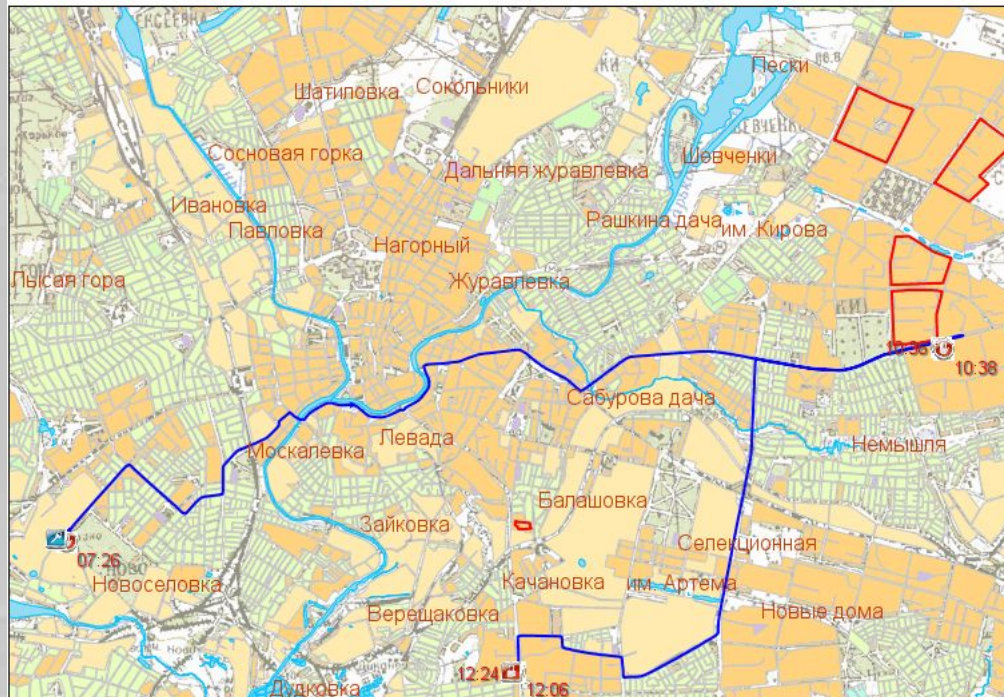 Пески
Шатиловка
Сокольники
Сосновая горка
Дальняя журавлевка
Шевченки
Ивановка
Павловка
Рашкина дача
им. Кирова
Нагорный
Лысая гора
Журавлевка
10:38
Сабурова дача
Левада
Москалевка
Немышля
Балашовка
Зайковка
Селекционная
07:26
Новоселовка
Качановка
им. Артема
Верещаковка
Новые дома
12:24
12:06
Дудковка